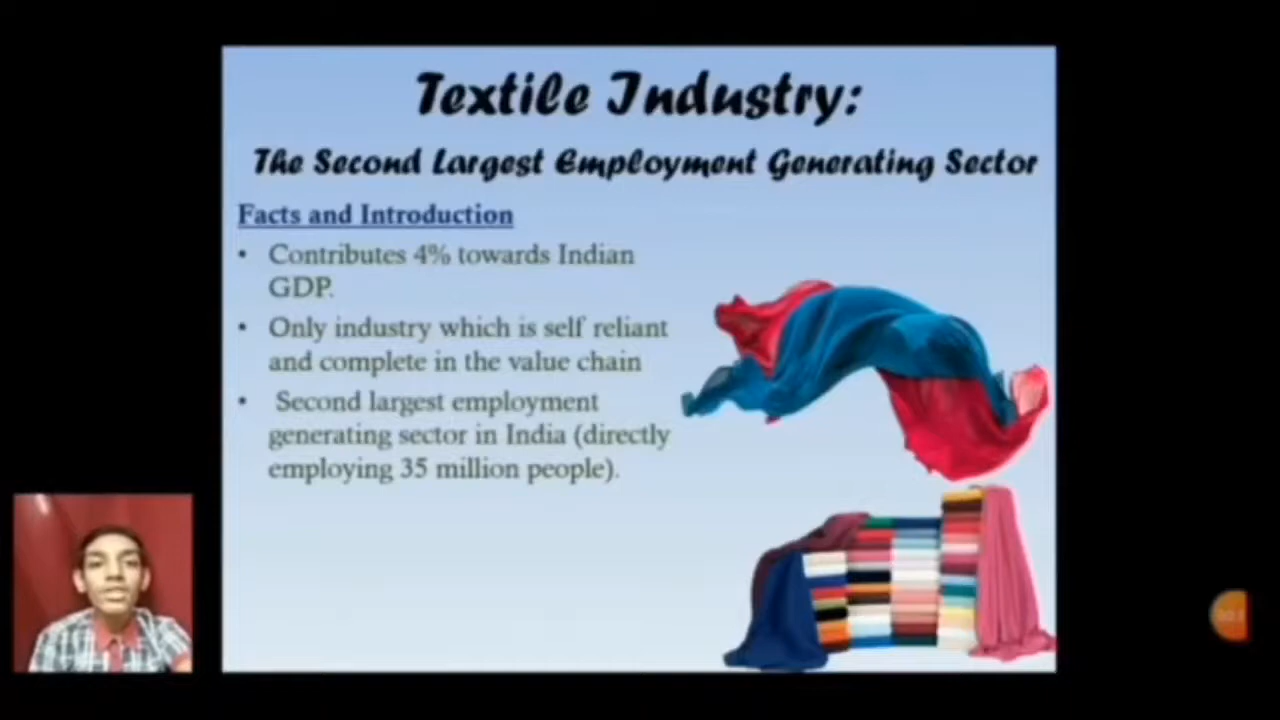 Textile Industry:
The Second Largest Employment Generating Sector
Facts and Introduction
• Contributes 4% towards Indian
GDP.
• Only industry which is self reliant
and complete in the value chain
• Second largest employment
generating sector in India (directly
employing 35 million people).